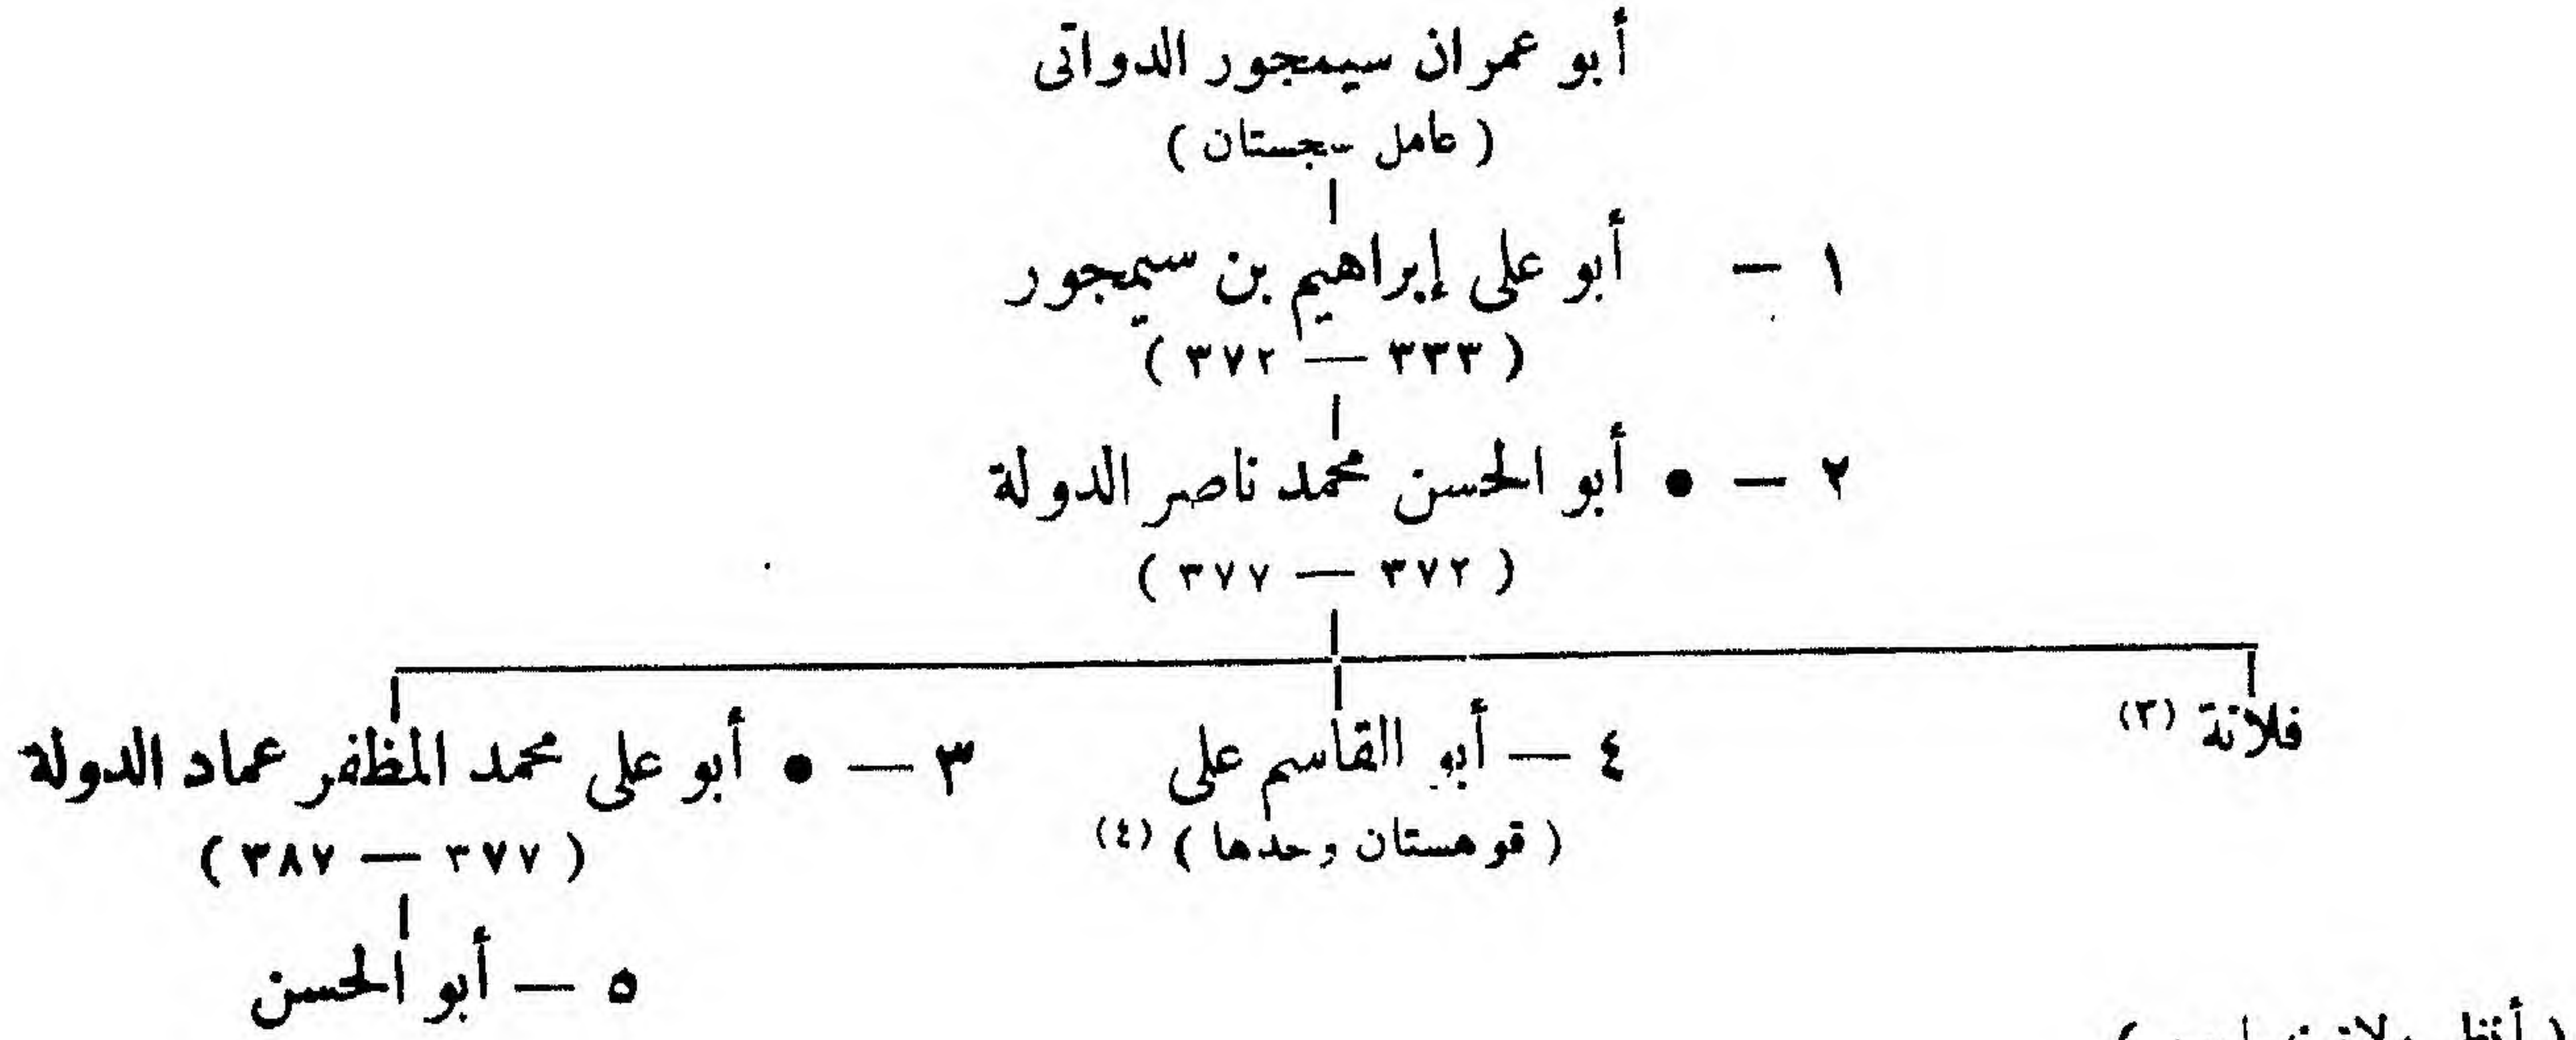 أبو عمران سيمجور الدواتى
( عامل سجستان )
١ — أبو على إبراهيم بن سيمجور
( ٣٣٣ — ٣٧٢ )
٢ — • أبو الحسن محمد ناصر الدولة
( ٣٧٢ — ٣٧٧ )
فلانة (٣)
٤ — أبو القاسم على
( قوهستان وحدها ) (٤)
٣ — • أبو على محمد المظفر عماد الدولة
( ٣٧٧ — ٣٨٧ )
٥ — أبو الحسن